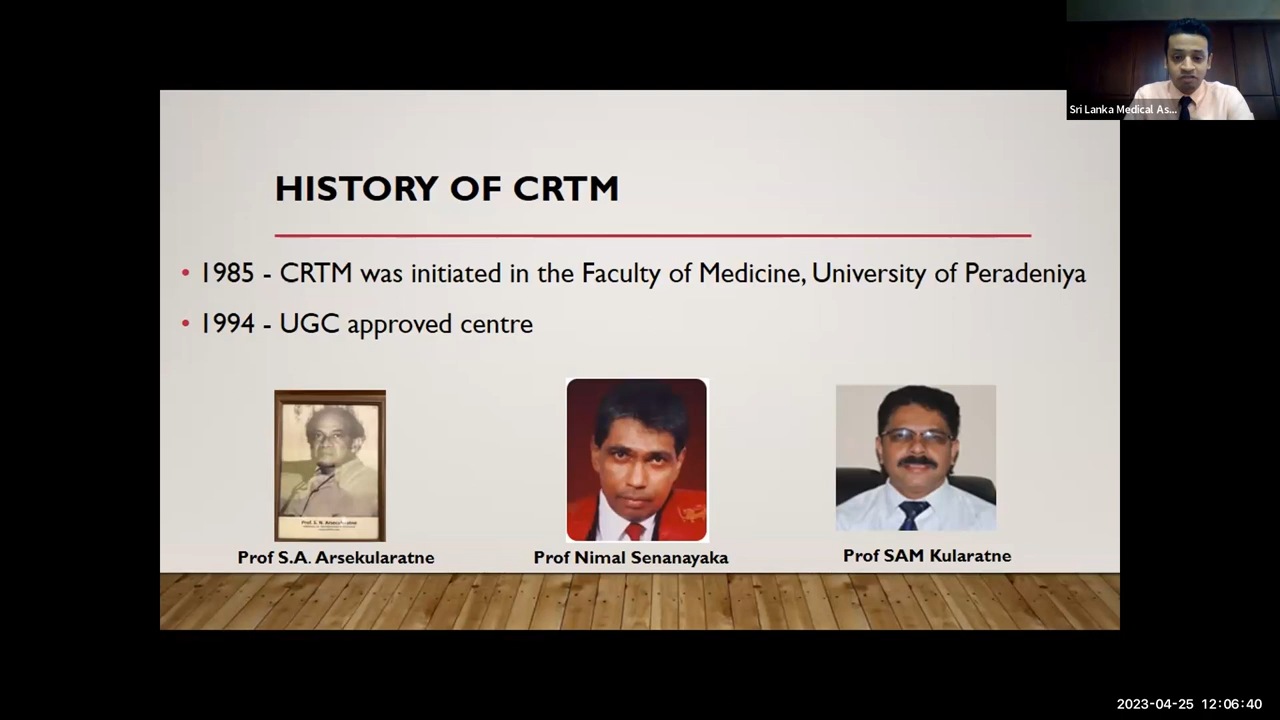 Sri Lanka Medical As...
HISTORY OF CRTM
• 1985 - CRTM was initiated in the Faculty of Medicine, University of Peradeniya
• 1994 - UGC approved centre
Prof S.A. Arsekularatne
Prof Nimal Senanayaka
Prof SAM Kularatne
2023-04-25 12:06:40